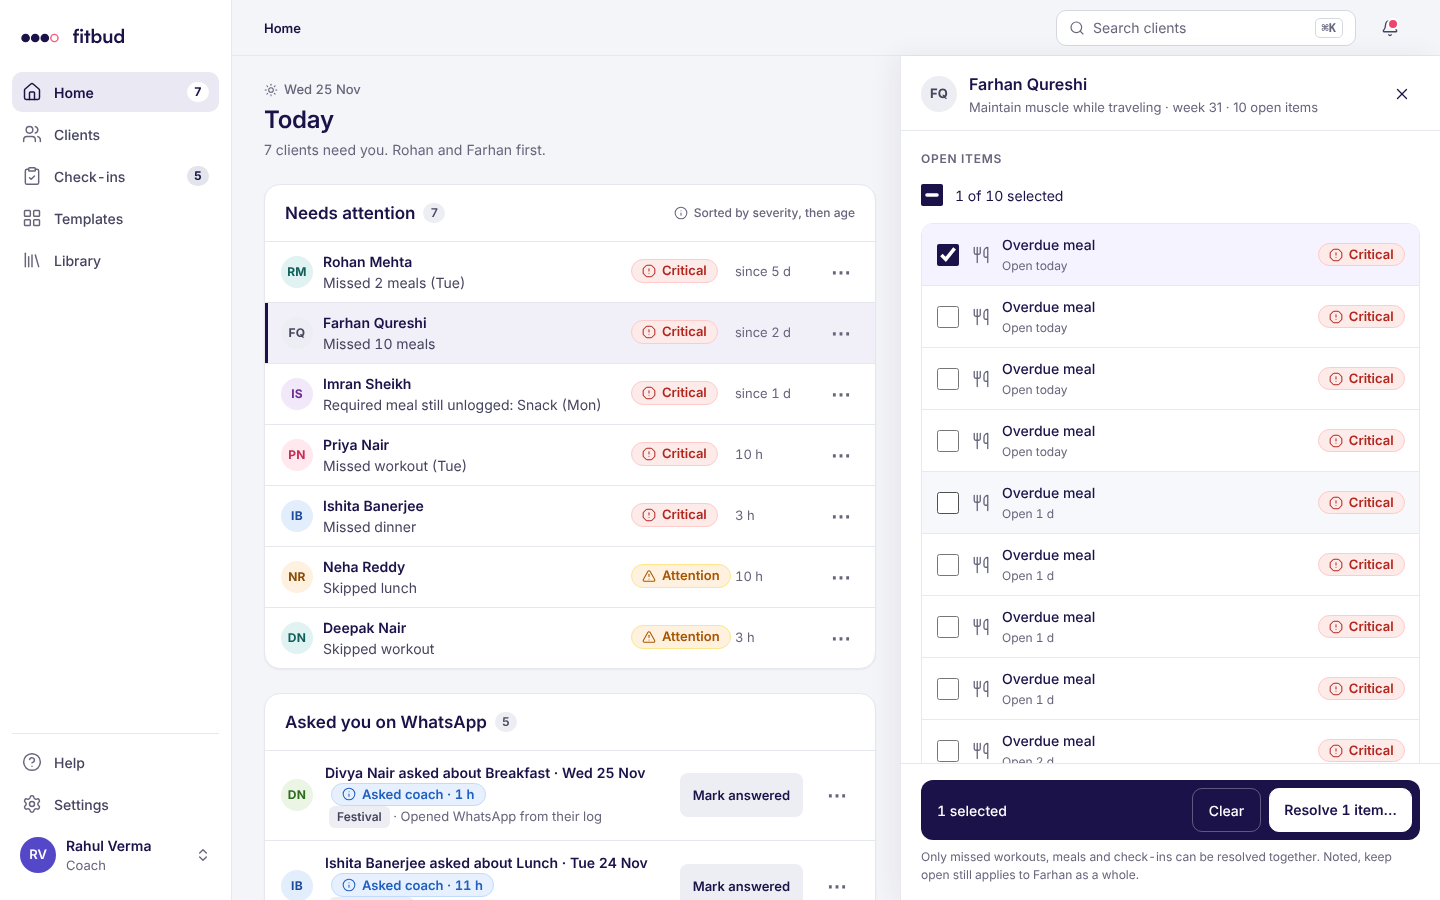 fitbud
Home 7
Clients
Check-ins 5
Templates
Library
Help
Settings
RV Rahul Verma
Coach
Home
Search clients ⌘K
Wed 25 Nov
Today
7 clients need you. Rohan and Farhan first.
Needs attention 7 Sorted by severity, then age
RM Rohan Mehta Critical since 5 d
Missed 2 meals (Tue)
FQ Farhan Qureshi Critical since 2 d
Missed 10 meals
IS Imran Sheikh Critical since 1 d
Required meal still unlogged: Snack (Mon)
PN Priya Nair Critical 10 h
Missed workout (Tue)
IB Ishita Banerjee Critical 3 h
Missed dinner
NR Neha Reddy Attention 10 h
Skipped lunch
DN Deepak Nair Attention 3 h
Skipped workout
Asked you on WhatsApp 5
DN Divya Nair asked about Breakfast · Wed 25 Nov
Asked coach · 1 h
Festival · Opened WhatsApp from their log
Mark answered
IB Ishita Banerjee asked about Lunch · Tue 24 Nov
Asked coach · 11 h
Mark answered
FQ Farhan Qureshi
Maintain muscle while traveling · week 31 · 10 open items
OPEN ITEMS
1 of 10 selected
Overdue meal Critical
Open today
Overdue meal Critical
Open today
Overdue meal Critical
Open today
Overdue meal Critical
Open today
Overdue meal Critical
Open 1 d
Overdue meal Critical
Open 1 d
Overdue meal Critical
Open 1 d
Overdue meal Critical
Open 1 d
Overdue meal Critical
Open 2 d
1 selected Clear Resolve 1 item…
Only missed workouts, meals and check-ins can be resolved together. Noted, keep
open still applies to Farhan as a whole.